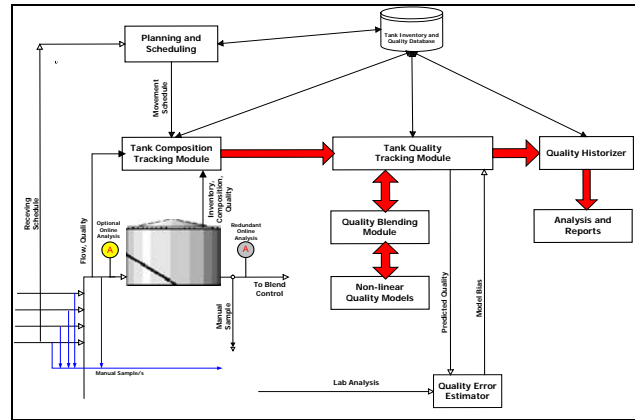 Planning and
Scheduling
Tank Inventory and
Quality Database
Movement
Schedule
Tank Composition
Tracking Module
Tank Quality
Tracking Module
Quality Historizer
Receving
Schedule
Flow, Quality
Optional
Online
Analysis
A
Inventory,
Composition,
Quality
Redundant
Online
Analysis
A
Quality Blending
Module
Analysis and
Reports
To Blend
Control
Manual
Sample
Non-linear
Quality Models
Predicted Quality
Model Bias
Manual Sample/s
Lab Analysis
Quality Error
Estimator